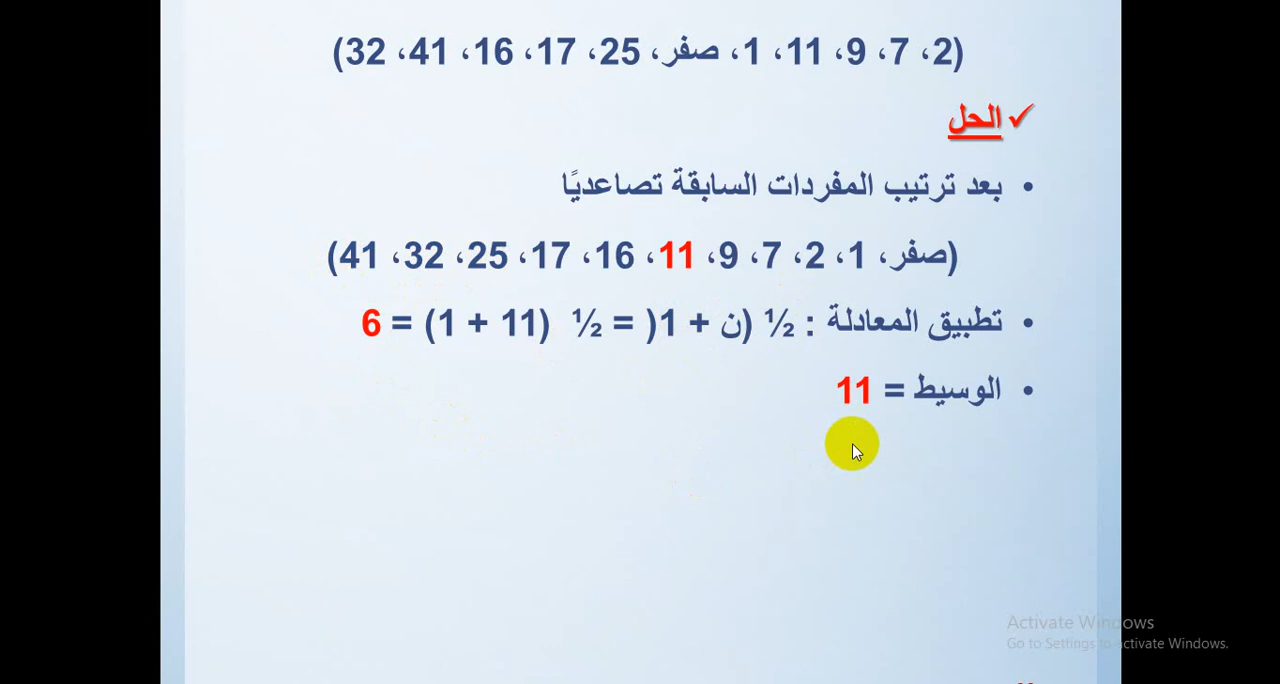 (2، 7، 9، 11، 1، صفر، 25، 17، 16، 41، 32)
✓ الحل
• بعد ترتيب المفردات السابقة تصاعديًا
(صفر، 1، 2، 7، 9، 11، 16، 17، 25، 32، 41)
• تطبيق المعادلة : ½ (ن + 1( = ½ (11 + 1) = 6
• الوسيط = 11
Activate Windows
Go to Settings to activate Windows.